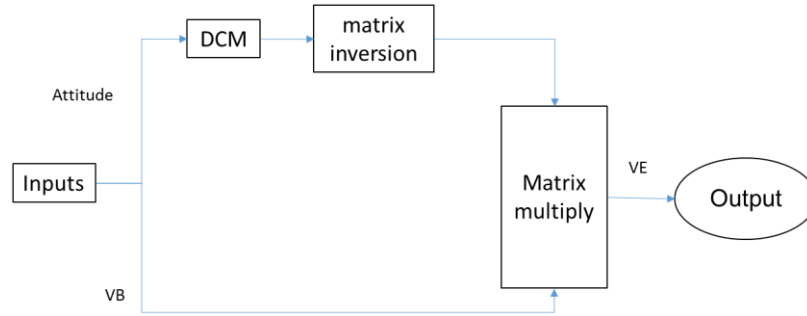 DCM
matrix
inversion
Attitude
Inputs
Matrix
multiply
VE
Output
VB